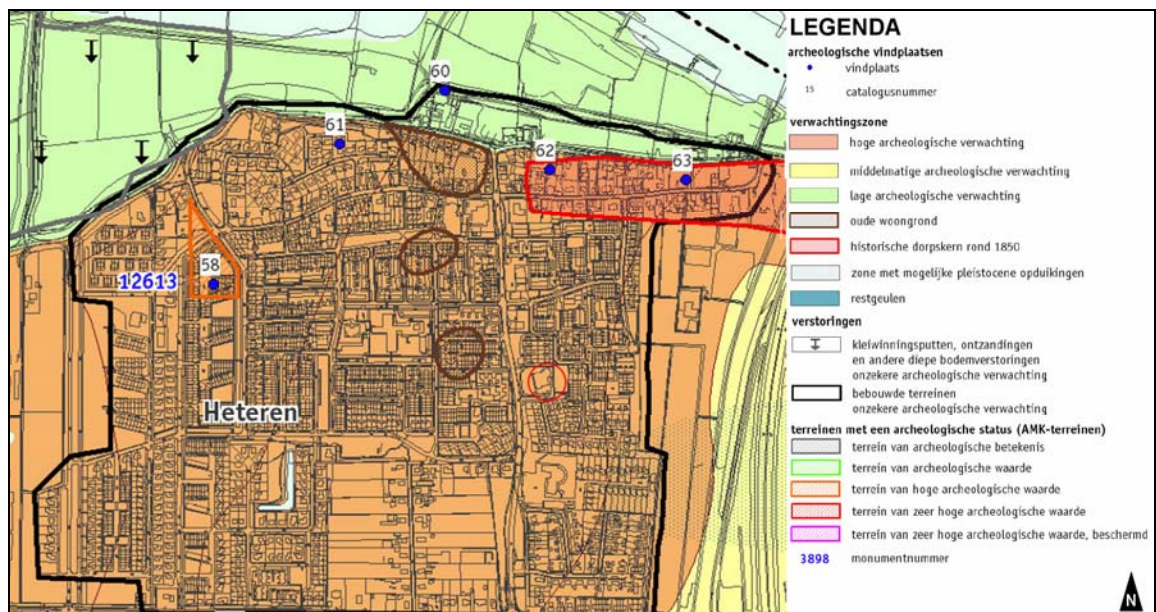 60
61
62
63
58
12613
Heteren
LEGENDA
archeologische vindplaatsen
vindplaats
15 catalogusnummer
verwachtingszone
hoge archeologische verwachting
middelmatige archeologische verwachting
lage archeologische verwachting
oude woongrond
historische dorpskern rond 1850
zone met mogelijke pleistocene opduikingen
restgeulen
verstoringen
kleiwinningsputten, ontzandingen
en andere diepe bodemverstoringen
onzekere archeologische verwachting
bebouwde terreinen
onzekere archeologische verwachting
terreinen met een archeologische status (AMK-terreinen)
terrein van archeologische betekenis
terrein van archeologische waarde
terrein van hoge archeologische waarde
terrein van zeer hoge archeologische waarde
terrein van zeer hoge archeologische waarde, beschermd
3898 monumentnummer
N